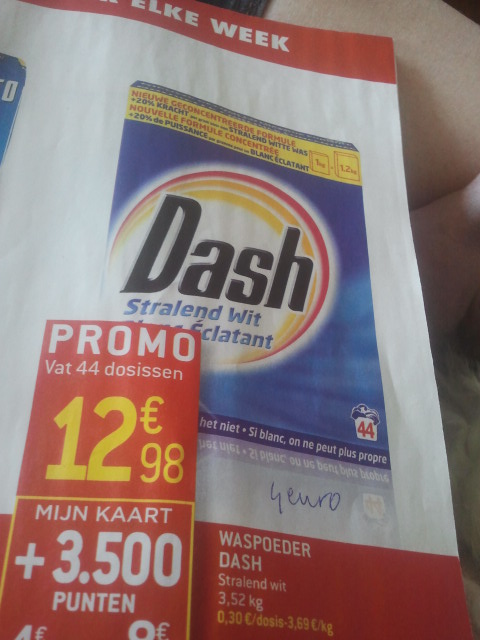 ELKE WEEK
NIEUWE GECONCENTREERDE FORMULE
+20% KRACHT STRALEND WITTE WAS
NOUVELLE FORMULE CONCENTRÉE
+20% de PUISSANCE BLANC ÉCLATANT
1kg = 1.2kg
Dash
Stralend Wit
Éclatant
44
het niet • Si blanc, on ne peut plus propre
PROMO
Vat 44 dosissen
12€98
4 euro
MIJN KAART
+3.500
PUNTEN
WASPOEDER
DASH
Stralend wit
3,52 kg
0,30 €/dosis-3,69 €/kg